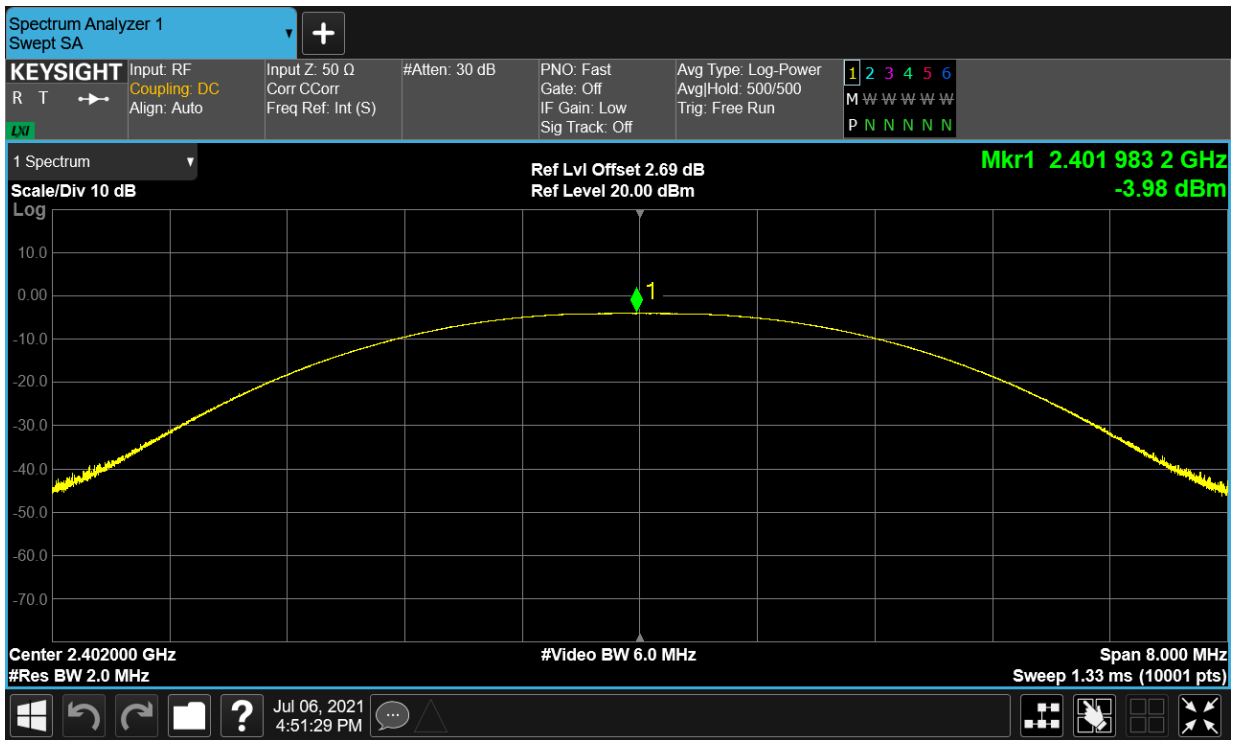 Spectrum Analyzer 1
Swept SA
KEYSIGHT
R T
LXI
Input: RF
Coupling: DC
Align: Auto
Input Z: 50 Ω
Corr CCorr
Freq Ref: Int (S)
#Atten: 30 dB
PNO: Fast
Gate: Off
IF Gain: Low
Sig Track: Off
Avg Type: Log-Power
Avg|Hold: 500/500
Trig: Free Run
1 2 3 4 5 6
M W W W W W
P N N N N N
1 Spectrum
Scale/Div 10 dB
Ref Lvl Offset 2.69 dB
Ref Level 20.00 dBm
Mkr1 2.401 983 2 GHz
-3.98 dBm
Log
10.0
0.00
-10.0
-20.0
-30.0
-40.0
-50.0
-60.0
-70.0
1
Center 2.402000 GHz
#Res BW 2.0 MHz
#Video BW 6.0 MHz
Span 8.000 MHz
Sweep 1.33 ms (10001 pts)
?
Jul 06, 2021
4:51:29 PM